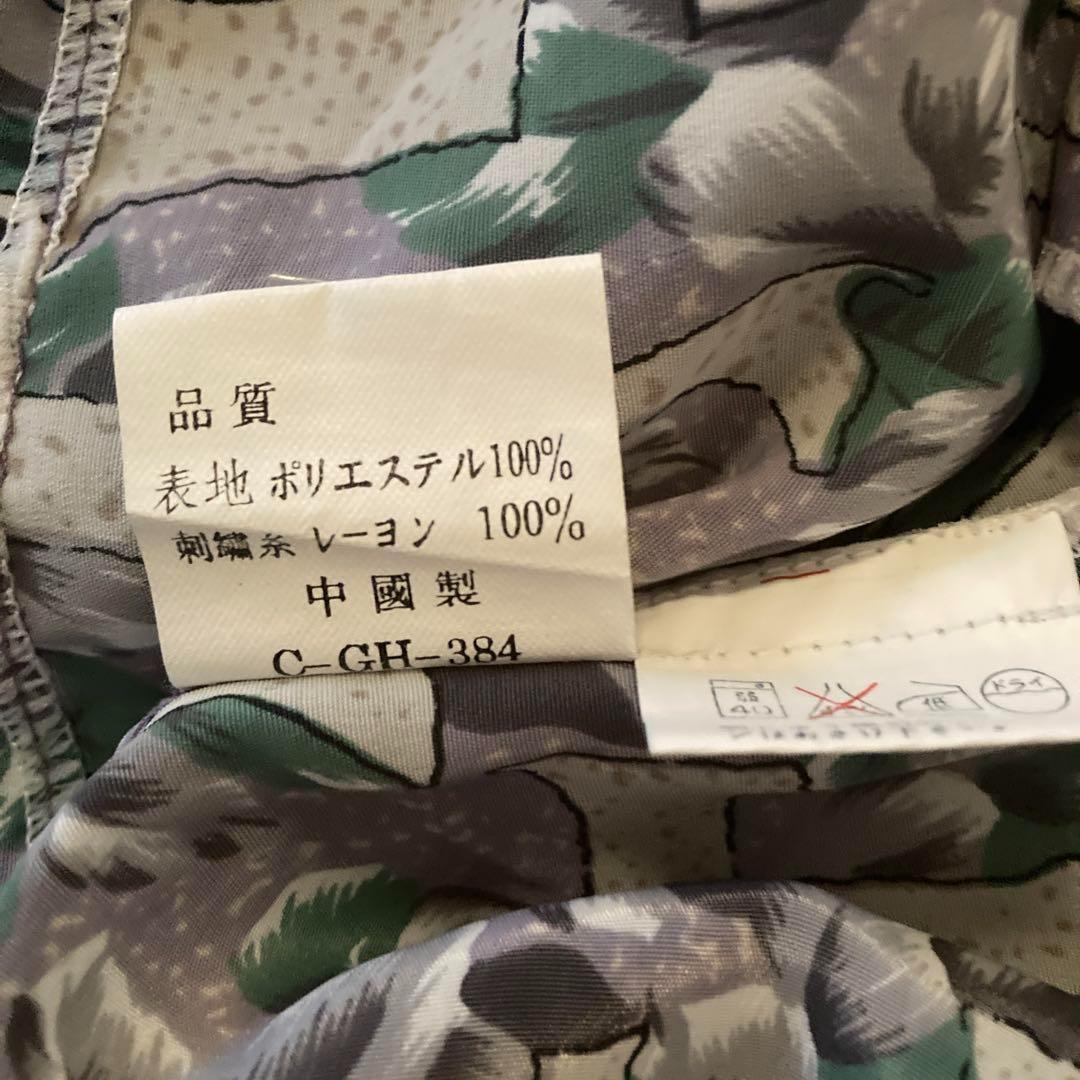 品質
表地 ポリエステル100%
刺繍糸 レーヨン 100%
中國製
C-GH-384
低
ドライ